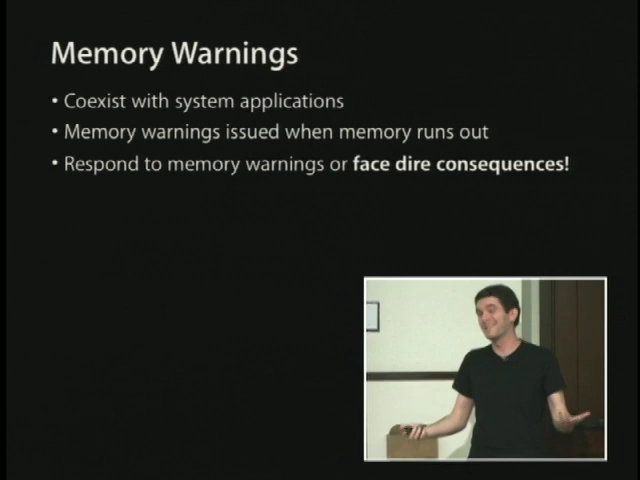 Memory Warnings
• Coexist with system applications
• Memory warnings issued when memory runs out
• Respond to memory warnings or face dire consequences!